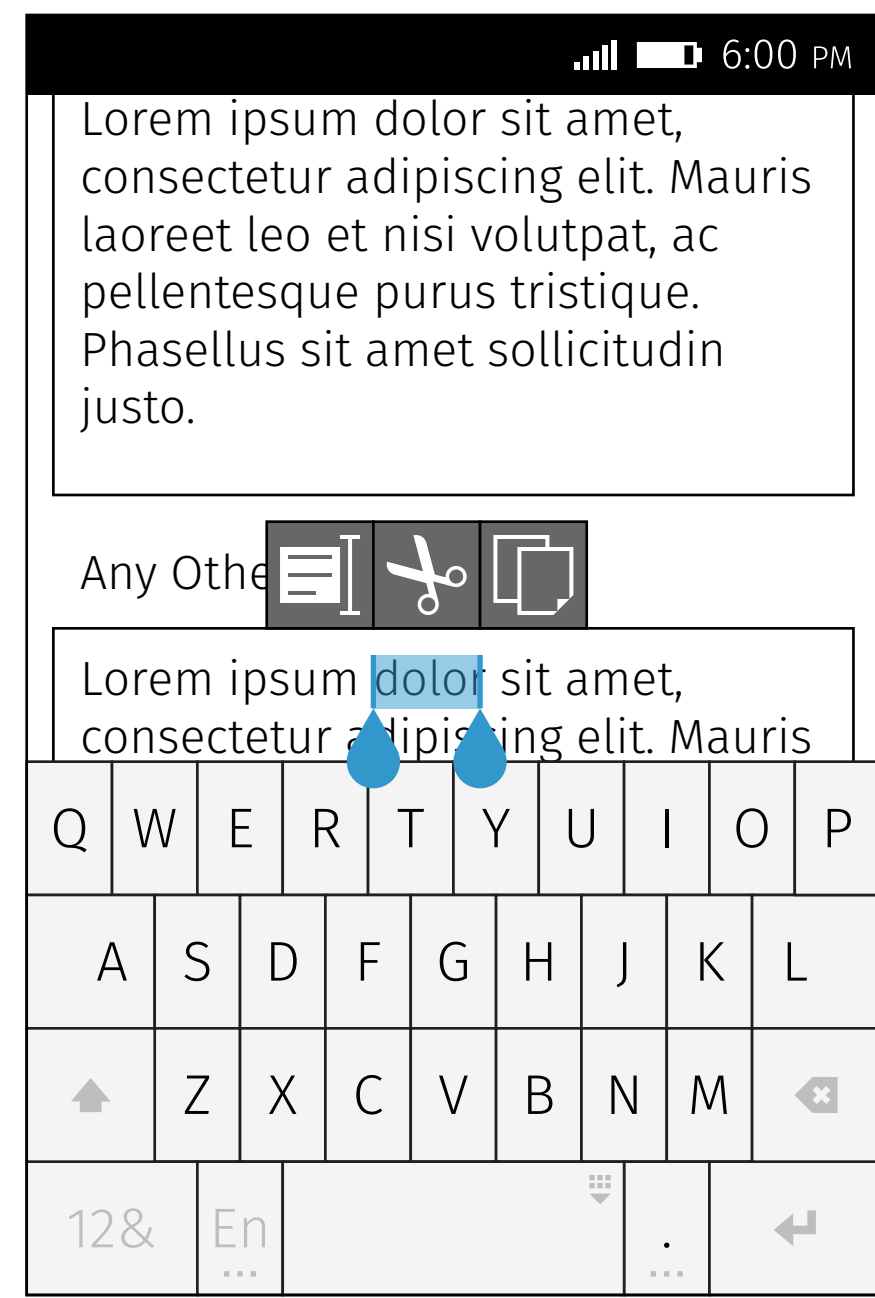 6:00 PM
Lorem ipsum dolor sit amet,
consectetur adipiscing elit. Mauris
laoreet leo et nisi volutpat, ac
pellentesque purus tristique.
Phasellus sit amet sollicitudin
justo.
Any Othe
Lorem ipsum dolor sit amet,
consectetur adipiscing elit. Mauris
Q W E R T Y U I O P
A S D F G H J K L
Z X C V B N M
12& En .